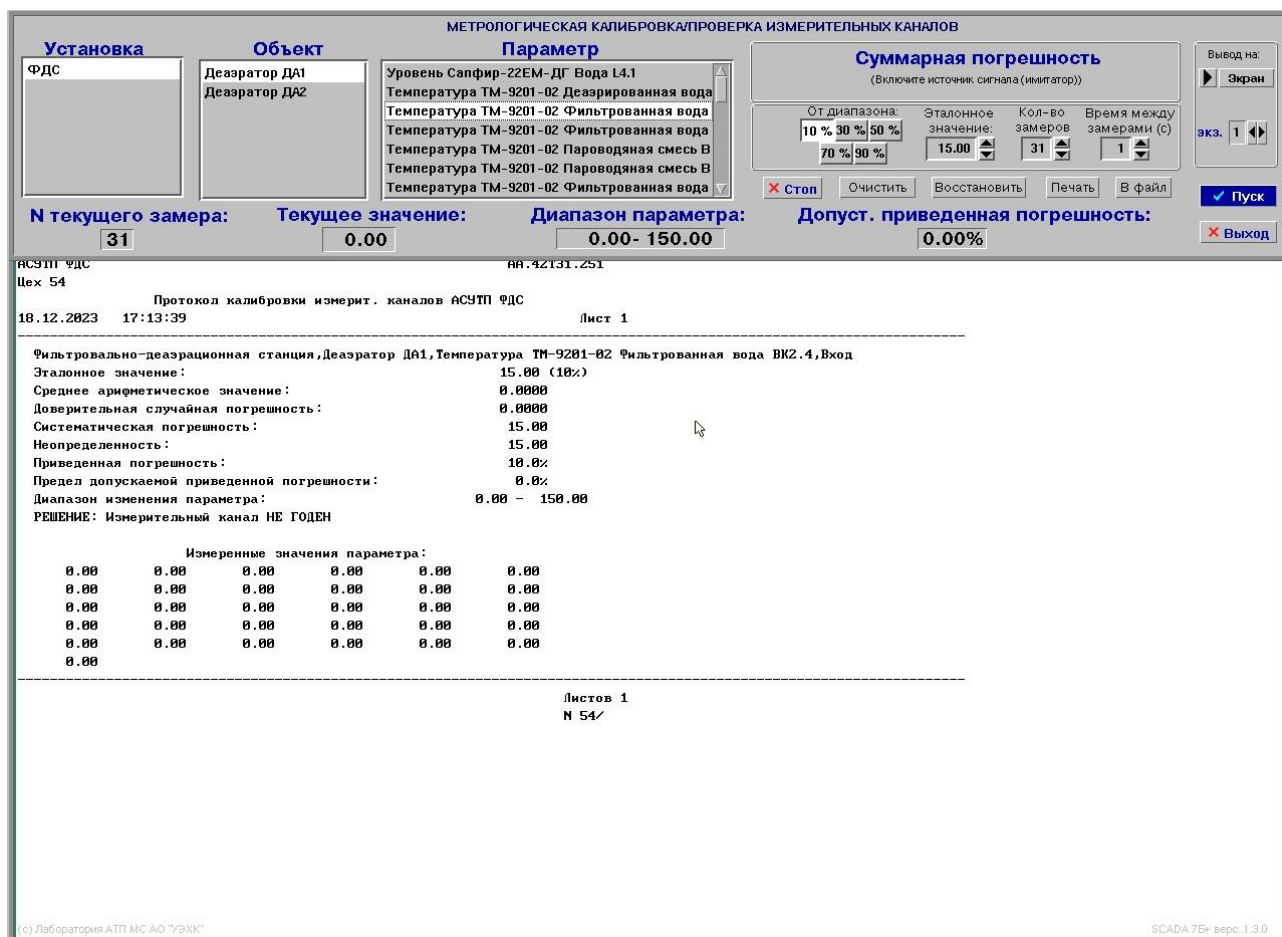 МЕТРОЛОГИЧЕСКАЯ КАЛИБРОВКА/ПРОВЕРКА ИЗМЕРИТЕЛЬНЫХ КАНАЛОВ
Установка
ФДС
Объект
Деаэратор ДА1
Деаэратор ДА2
Параметр
Уровень Сапфир-22ЕМ-ДГ Вода L4.1
Температура ТМ-9201-02 Деаэрированная вода
Температура ТМ-9201-02 Фильтрованная вода
Температура ТМ-9201-02 Фильтрованная вода
Температура ТМ-9201-02 Пароводяная смесь В
Температура ТМ-9201-02 Пароводяная смесь В
Температура ТМ-9201-02 Фильтрованная вода
Суммарная погрешность
(Включите источник сигнала (имитатор))
От диапазона:
10 % 30 % 50 %
70 % 90 %
Эталонное значение:
15.00
Кол-во замеров
31
Время между замерами (с)
1
Стоп Очистить Восстановить Печать В файл
Вывод на:
Экран
экз. 1
Пуск
Выход
N текущего замера: Текущее значение: Диапазон параметра: Допуст. приведенная погрешность:
31 0.00 0.00- 150.00 0.00%
АСУТП ФДС АА.42Т31.251
Цех 54
Протокол калибровки измерит. каналов АСУТП ФДС
18.12.2023 17:13:39 Лист 1
Фильтровально-деаэрационная станция,Деаэратор ДА1,Температура ТМ-9201-02 Фильтрованная вода ВК2.4,Вход
Эталонное значение: 15.00 (10%)
Среднее арифметическое значение: 0.0000
Доверительная случайная погрешность: 0.0000
Систематическая погрешность: 15.00
Неопределенность: 15.00
Приведенная погрешность: 10.0%
Предел допускаемой приведенной погрешности: 0.0%
Диапазон изменения параметра: 0.00 - 150.00
РЕШЕНИЕ: Измерительный канал НЕ ГОДЕН
Измеренные значения параметра:
0.00 0.00 0.00 0.00 0.00 0.00
0.00 0.00 0.00 0.00 0.00 0.00
0.00 0.00 0.00 0.00 0.00 0.00
0.00 0.00 0.00 0.00 0.00 0.00
0.00 0.00 0.00 0.00 0.00 0.00
0.00
Листов 1
N 54/
(с) Лаборатория АТП МС АО "УЭХК"
SCADA 7Б+ верс..1.3.0